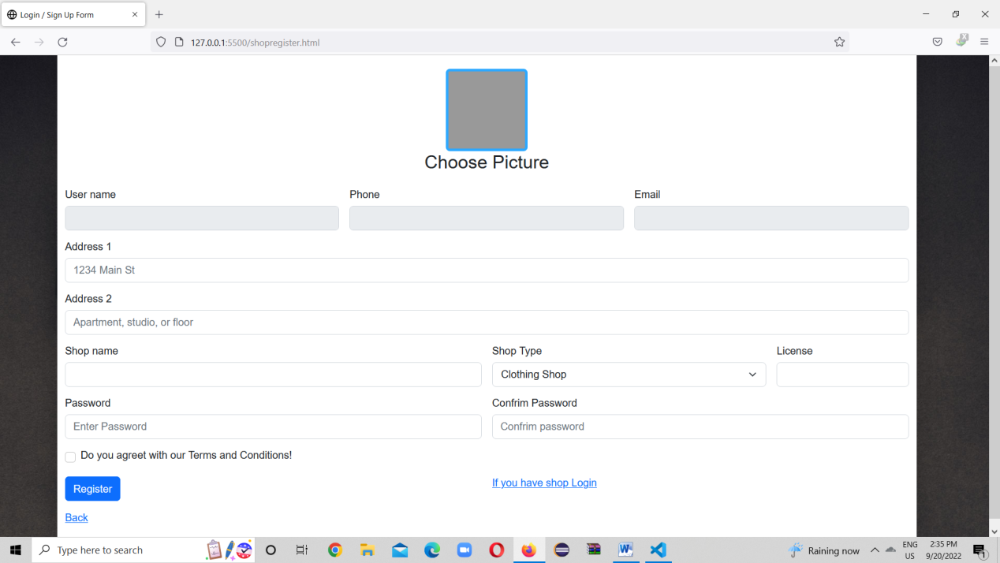 Login / Sign Up Form
127.0.0.1:5500/shopregister.html
Choose Picture
User name Phone Email
Address 1
1234 Main St
Address 2
Apartment, studio, or floor
Shop name Shop Type License
Clothing Shop
Password Confrim Password
Enter Password Confrim password
Do you agree with our Terms and Conditions!
Register If you have shop Login
Back
Type here to search
Raining now
ENG
US
2:35 PM
9/20/2022
1